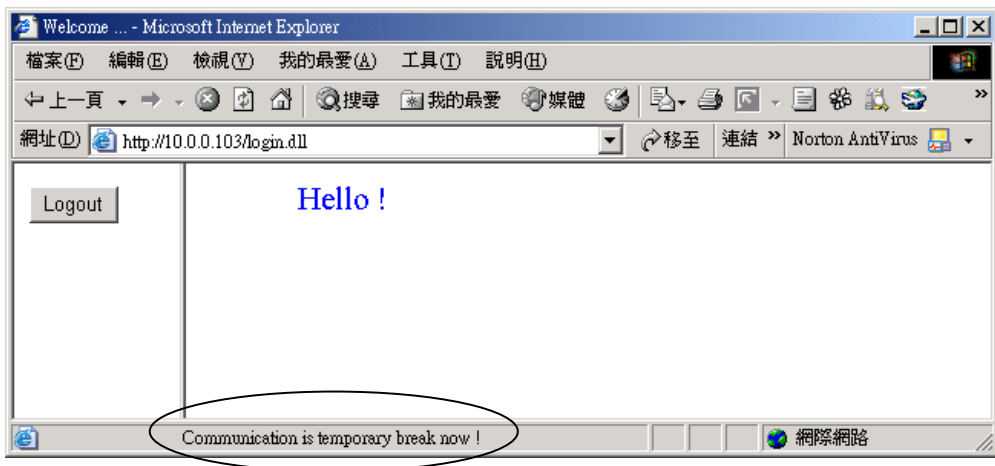 Welcome ... - Microsoft Internet Explorer
檔案(F) 編輯(E) 檢視(V) 我的最愛(A) 工具(T) 說明(H)
上一頁 搜尋 我的最愛 媒體 »
網址(D) http://10.0.0.103/login.dll 移至 連結 » Norton AntiVirus
Logout
Hello !
Communication is temporary break now ! 網際網路